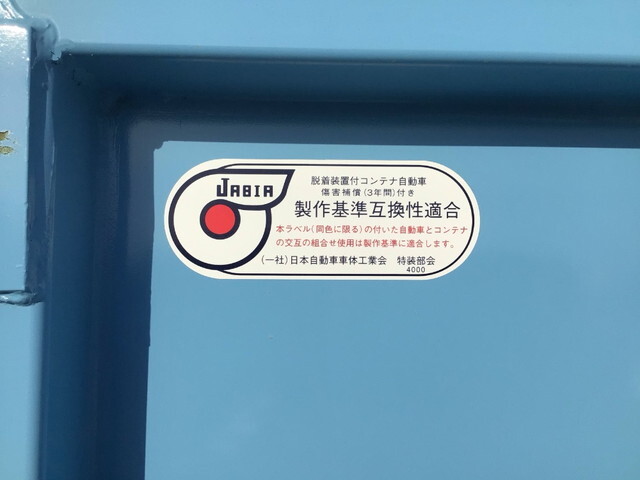 JABIA
脱着装置付コンテナ自動車
傷害補償(3年間)付き
製作基準互換性適合
本ラベル(同色に限る)の付いた自動車とコンテナ
の交互の組合せ使用は製作基準に適合します。
(一社)日本自動車車体工業会 特装部会
4000